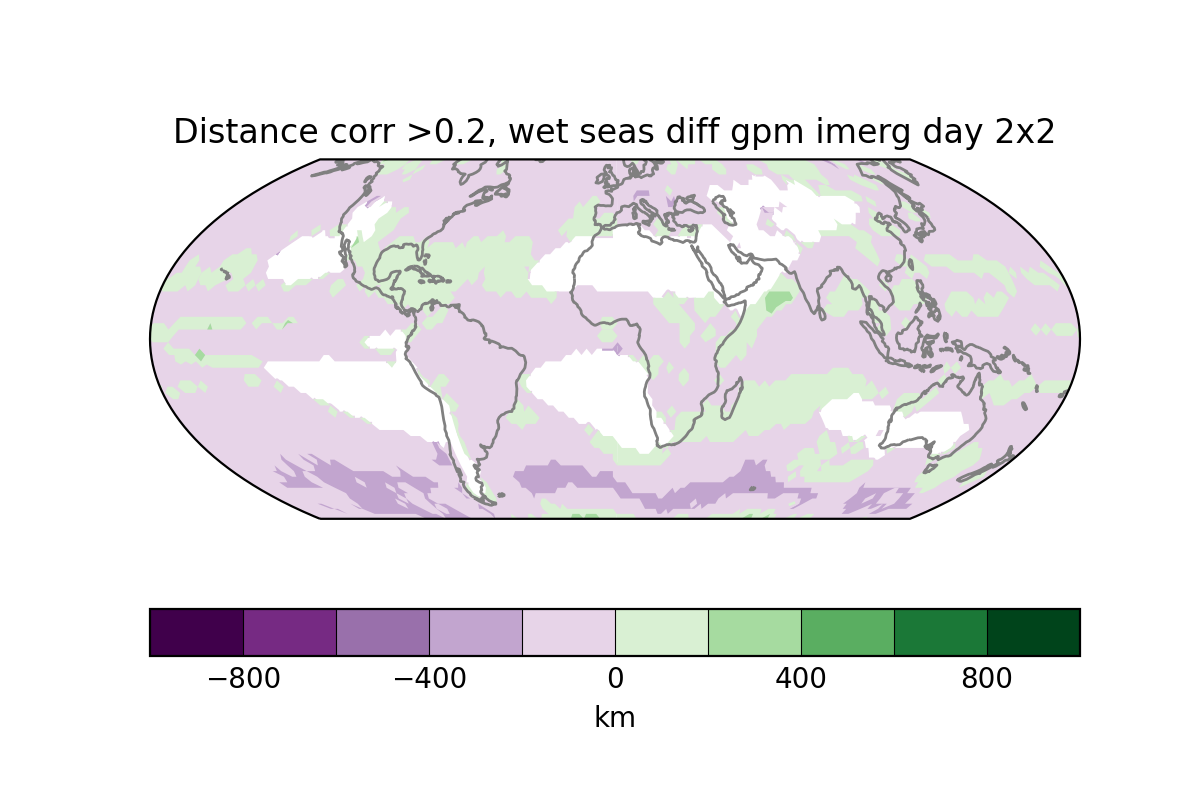 Distance corr >0.2, wet seas diff gpm imerg day 2x2
−800 −400 0 400 800
km